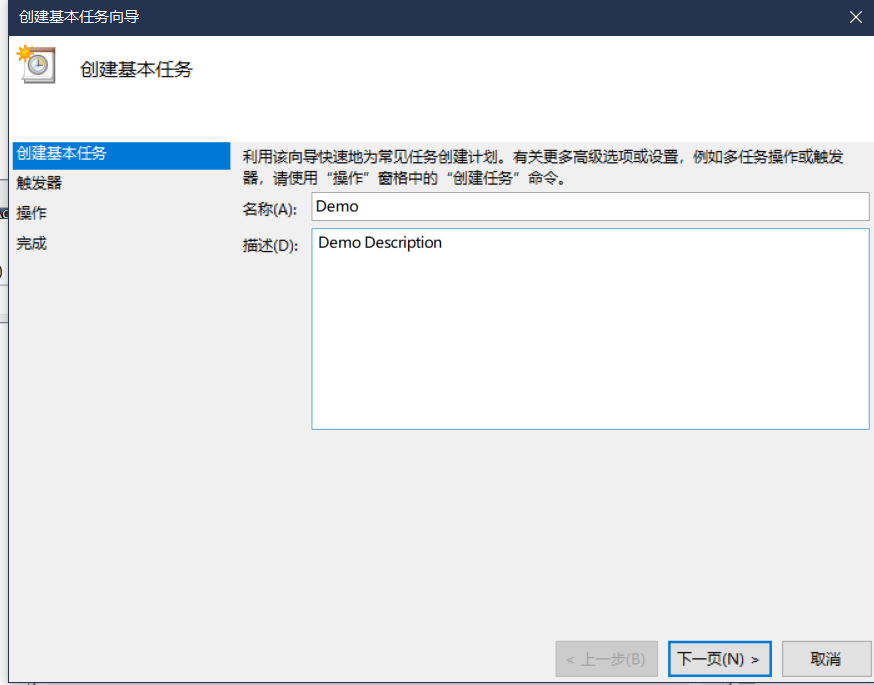 创建基本任务向导
创建基本任务
创建基本任务
触发器
操作
完成
利用该向导快速地为常见任务创建计划。有关更多高级选项或设置，例如多任务操作或触发
器，请使用“操作”窗格中的“创建任务”命令。
名称(A): Demo
描述(D): Demo Description
< 上一步(B) 下一页(N) > 取消